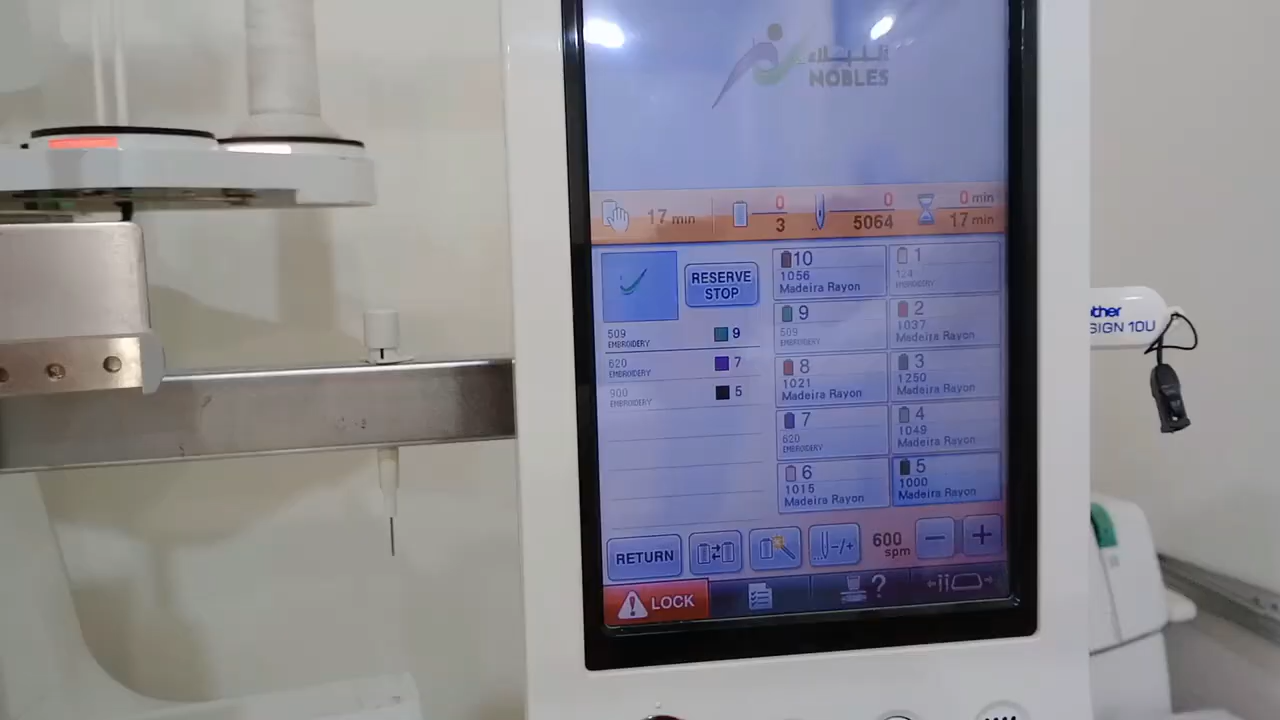 النبلاء
NOBLES
17 min
0
3
0
5064
0 min
17 min
RESERVE
STOP
509
EMBROIDERY
9
620
EMBROIDERY
7
900
EMBROIDERY
5
10
1056
Madeira Rayon
1
124
EMBROIDERY
9
509
EMBROIDERY
2
1037
Madeira Rayon
8
1021
Madeira Rayon
3
1250
Madeira Rayon
7
620
EMBROIDERY
4
1049
Madeira Rayon
6
1015
Madeira Rayon
5
1000
Madeira Rayon
RETURN
-/+
600
spm
−
+
LOCK
?
other
SIGN 10U